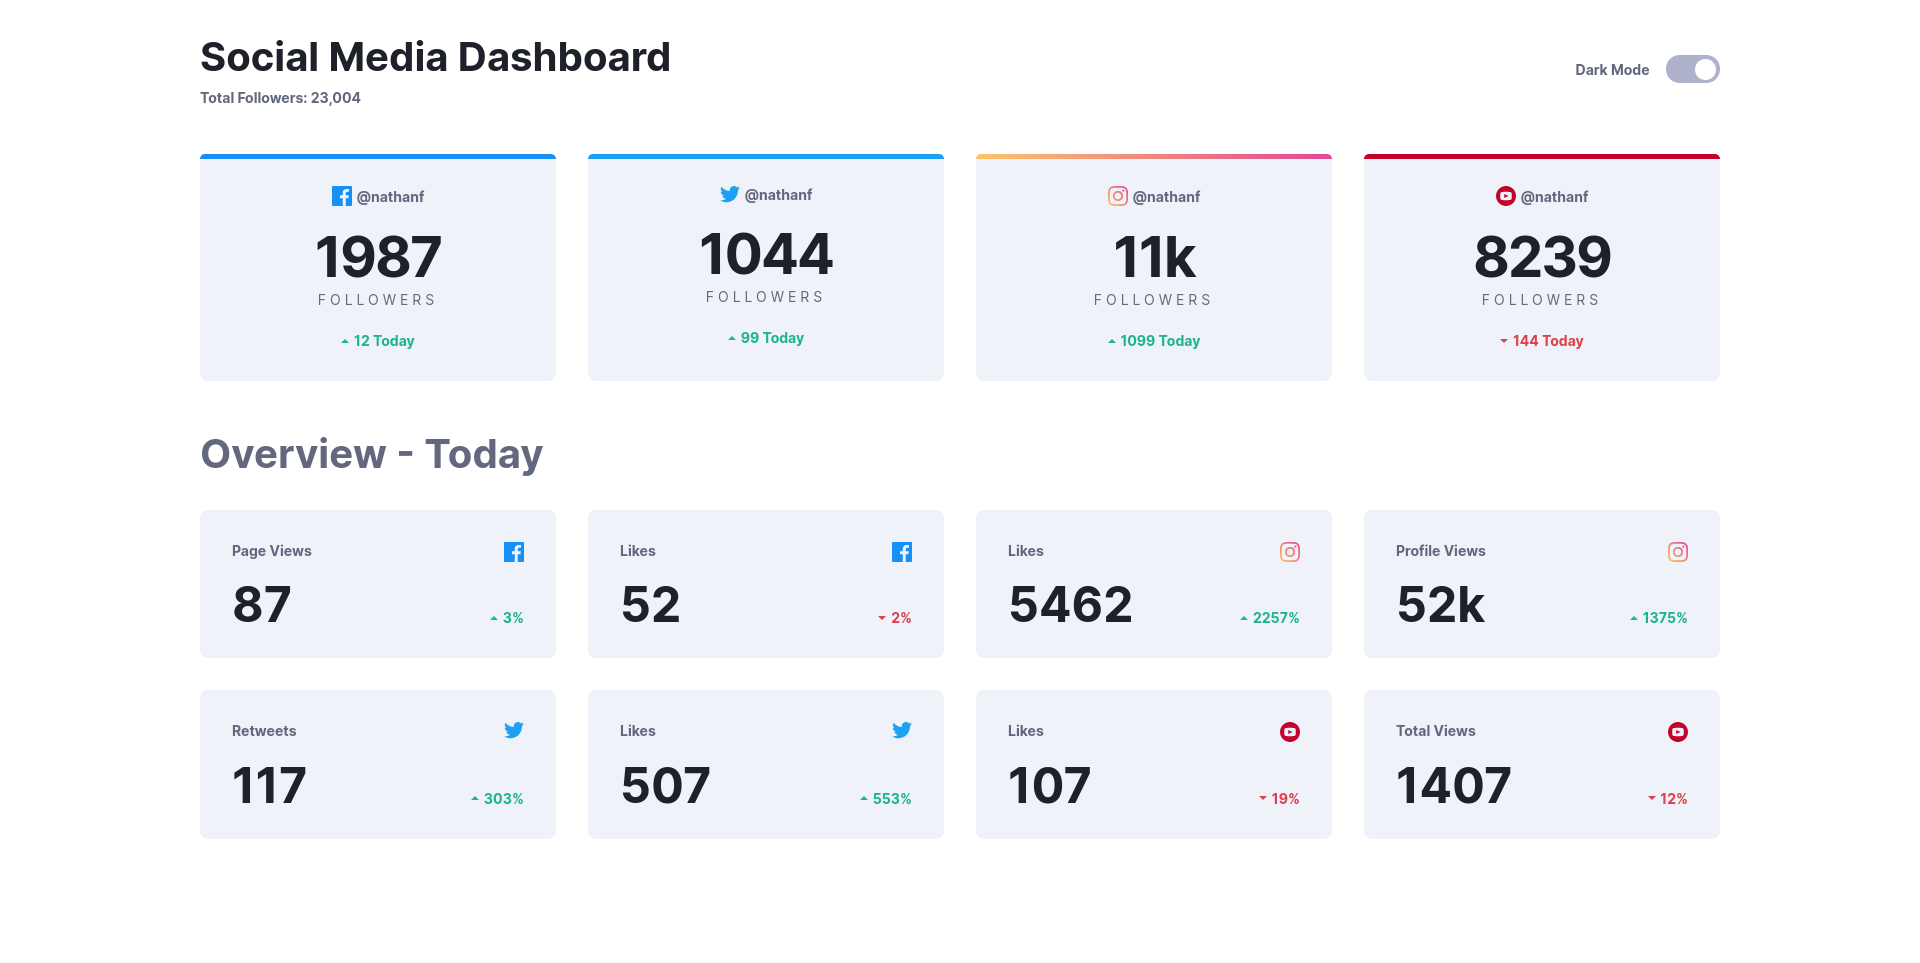 Social Media Dashboard
Total Followers: 23,004
Dark Mode
@nathanf
1987
FOLLOWERS
12 Today
@nathanf
1044
FOLLOWERS
99 Today
@nathanf
11k
FOLLOWERS
1099 Today
@nathanf
8239
FOLLOWERS
144 Today
Overview - Today
Page Views
87
3%
Likes
52
2%
Likes
5462
2257%
Profile Views
52k
1375%
Retweets
117
303%
Likes
507
553%
Likes
107
19%
Total Views
1407
12%